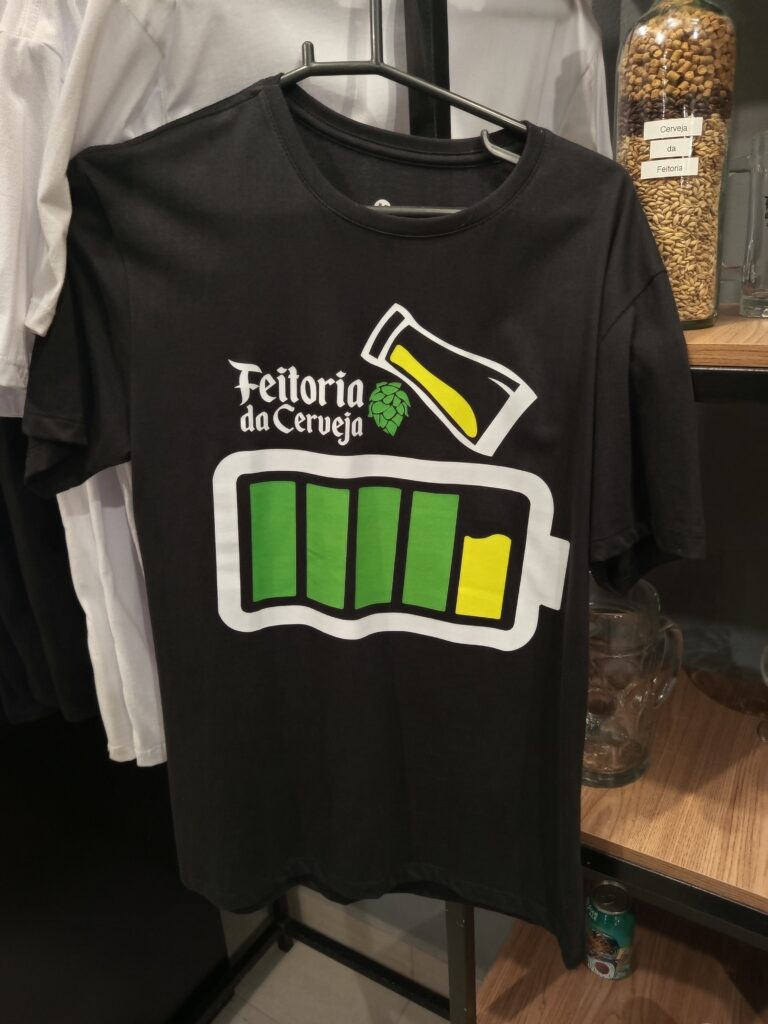 Feitoria
da Cerveja
Cerveja
da
Feitoria